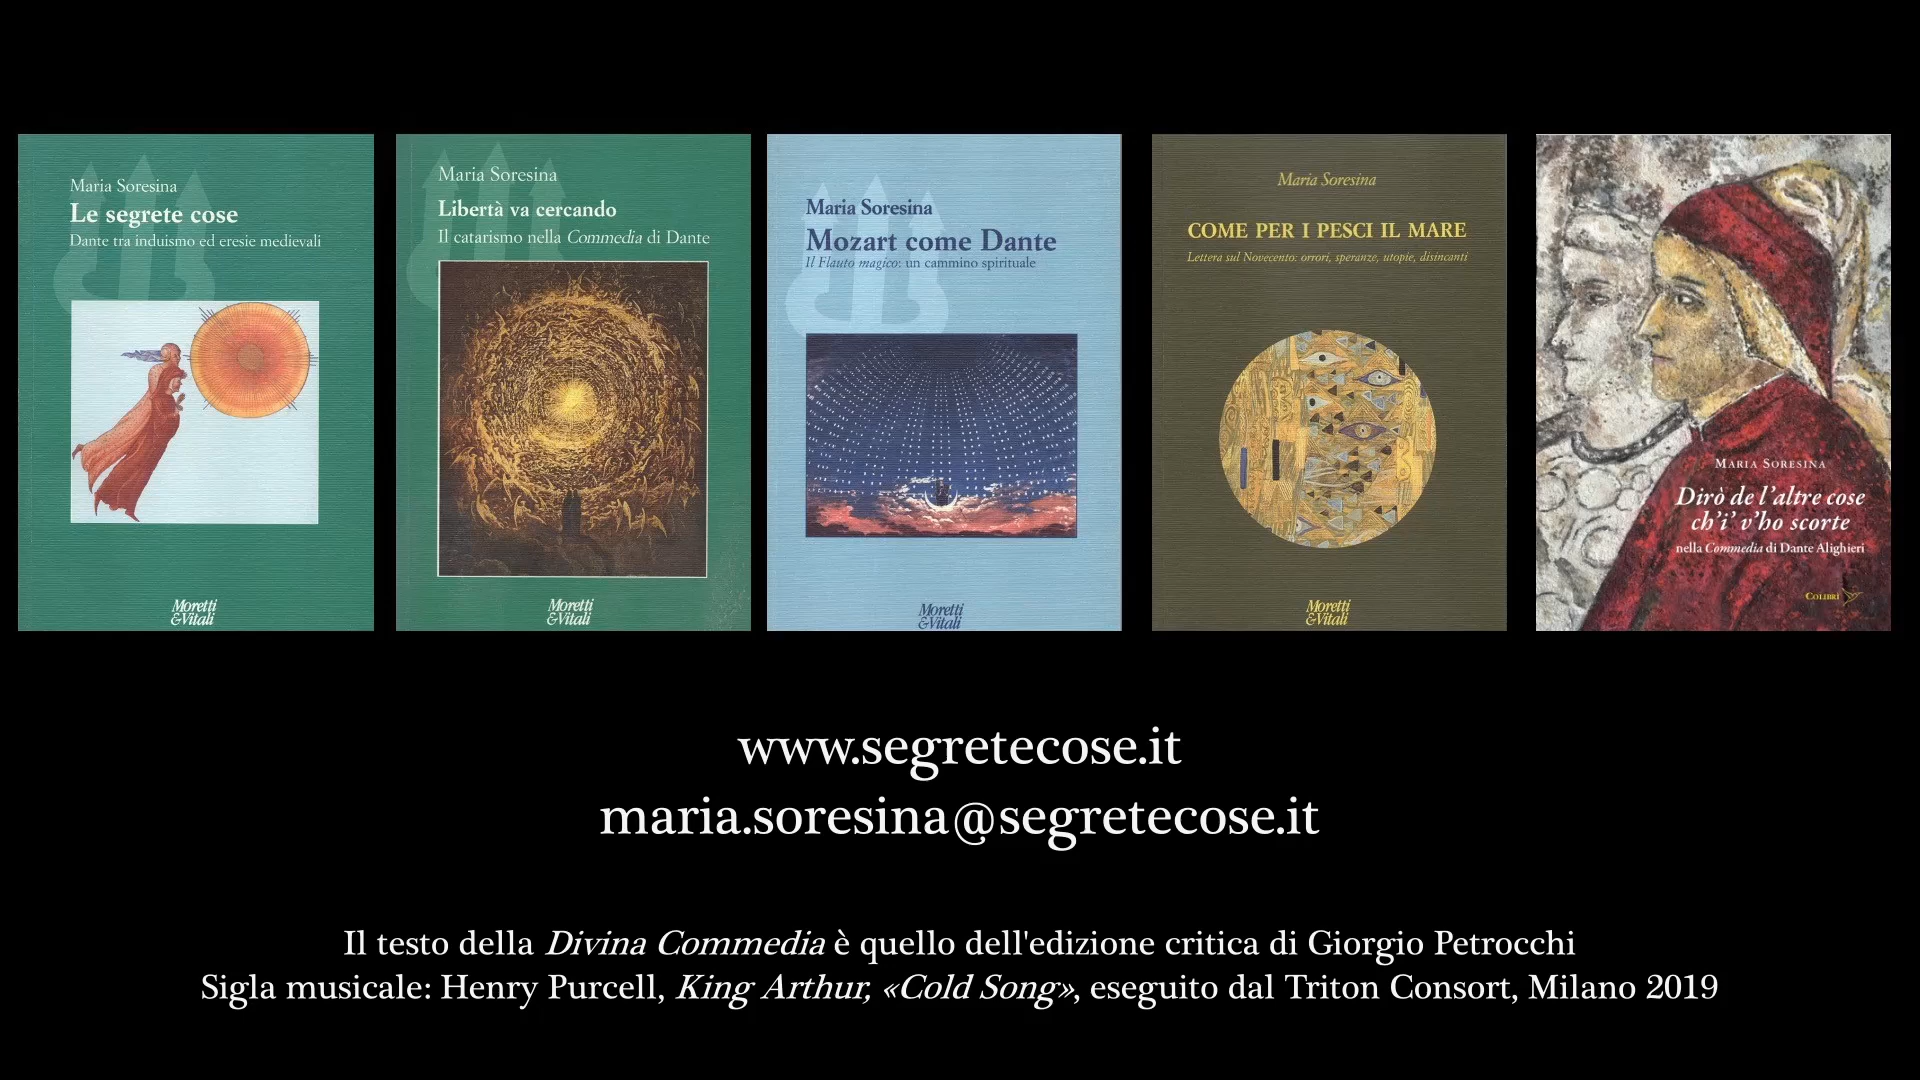 Maria Soresina
Le segrete cose
Dante tra induismo ed eresie medievali
Moretti
&Vitali
Maria Soresina
Libertà va cercando
Il catarismo nella Commedia di Dante
Moretti
&Vitali
Maria Soresina
Mozart come Dante
Il Flauto magico: un cammino spirituale
Moretti
&Vitali
Maria Soresina
COME PER I PESCI IL MARE
Lettera sul Novecento: orrori, speranze, utopie, disincanti
Moretti
&Vitali
MARIA SORESINA
Dirò de l'altre cose
ch'i' v'ho scorte
nella Commedia di Dante Alighieri
COLIBRÌ
www.segretecose.it
maria.soresina@segretecose.it
Il testo della Divina Commedia è quello dell'edizione critica di Giorgio Petrocchi
Sigla musicale: Henry Purcell, King Arthur, «Cold Song», eseguito dal Triton Consort, Milano 2019